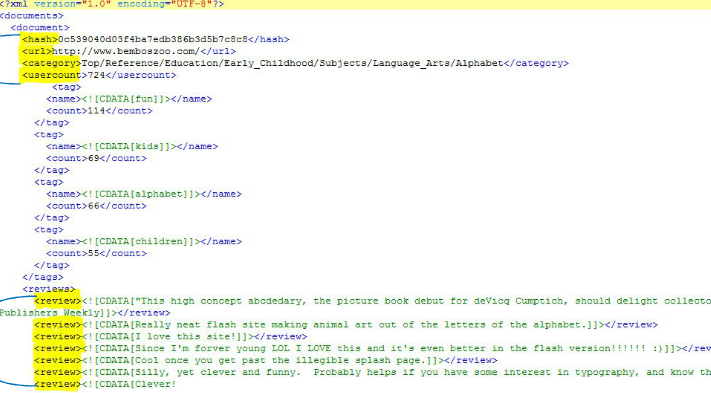 <?xml version="1.0" encoding="UTF-8"?>
<documents>
<document>
<hash>0c539040d03f4ba7edb386b3d5b7c8c8</hash>
<url>http://www.bemboszoo.com/</url>
<category>Top/Reference/Education/Early_Childhood/Subjects/Language_Arts/Alphabet</category>
<usercount>724</usercount>
<tag>
<name><![CDATA[fun]]></name>
<count>114</count>
</tag>
<tag>
<name><![CDATA[kids]]></name>
<count>69</count>
</tag>
<tag>
<name><![CDATA[alphabet]]></name>
<count>66</count>
</tag>
<tag>
<name><![CDATA[children]]></name>
<count>55</count>
</tag>
</tags>
<reviews>
<review><![CDATA["This high concept abcdedary, the picture book debut for deVicq Cumptich, should delight collecto
Publishers Weekly]]></review>
<review><![CDATA[Really neat flash site making animal art out of the letters of the alphabet.]]></review>
<review><![CDATA[I love this site!]]></review>
<review><![CDATA[Since I'm forver young LOL I LOVE this and it's even better in the flash version!!!!!! :)]]></rev
<review><![CDATA[Cool once you get past the illegible splash page.]]></review>
<review><![CDATA[Silly, yet clever and funny.  Probably helps if you have some interest in typography, and know th
<review><![CDATA[Clever!